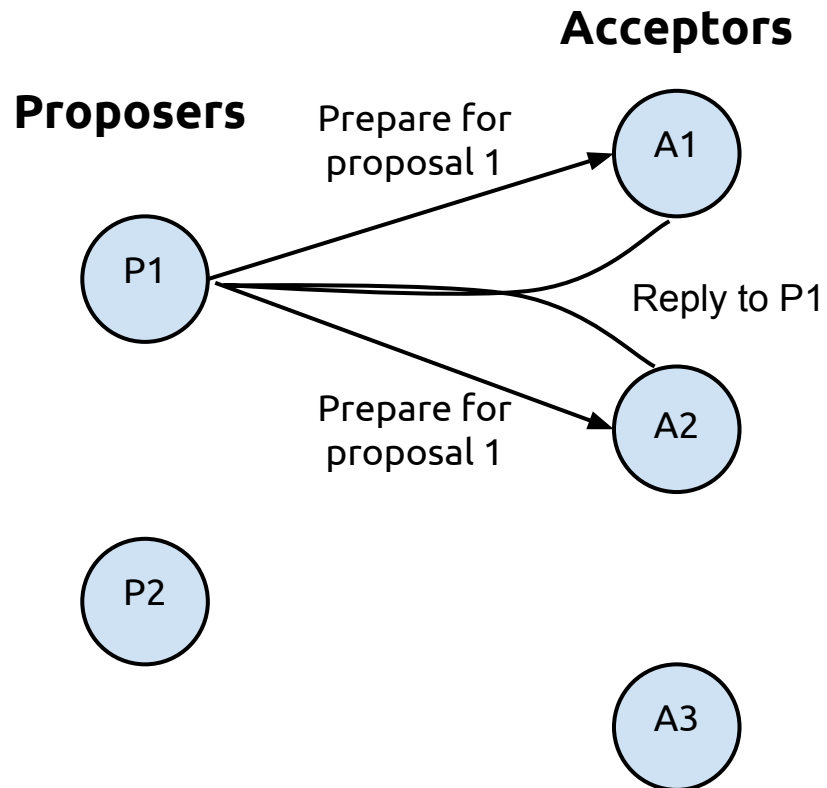 Acceptors
Proposers
Prepare for
proposal 1
A1
P1
Reply to P1
Prepare for
proposal 1
A2
P2
A3